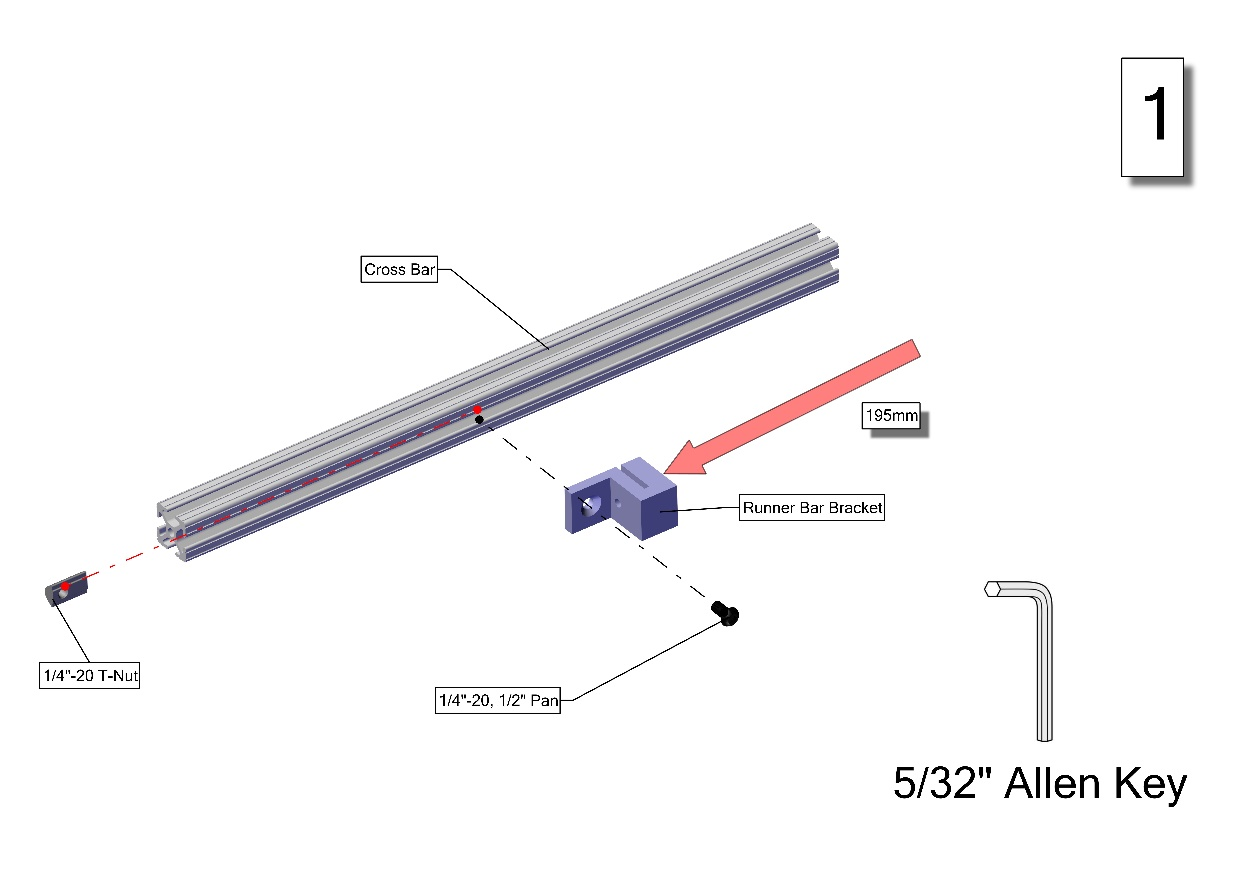 1
Cross Bar
195mm
Runner Bar Bracket
1/4"-20 T-Nut
1/4"-20, 1/2" Pan
5/32" Allen Key